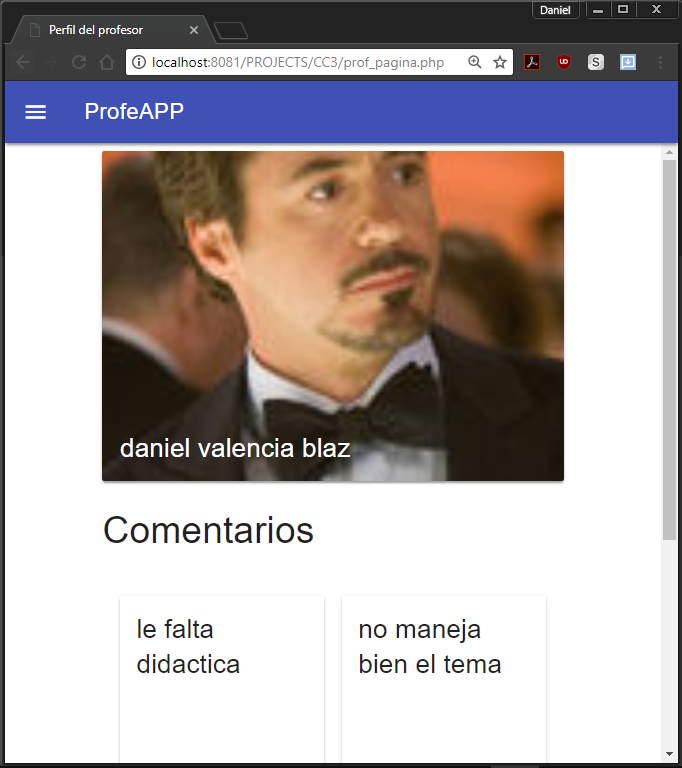 Daniel
Perfil del profesor
localhost:8081/PROJECTS/CC3/prof_pagina.php
S
ProfeAPP
daniel valencia blaz
Comentarios
le falta
didactica
no maneja
bien el tema